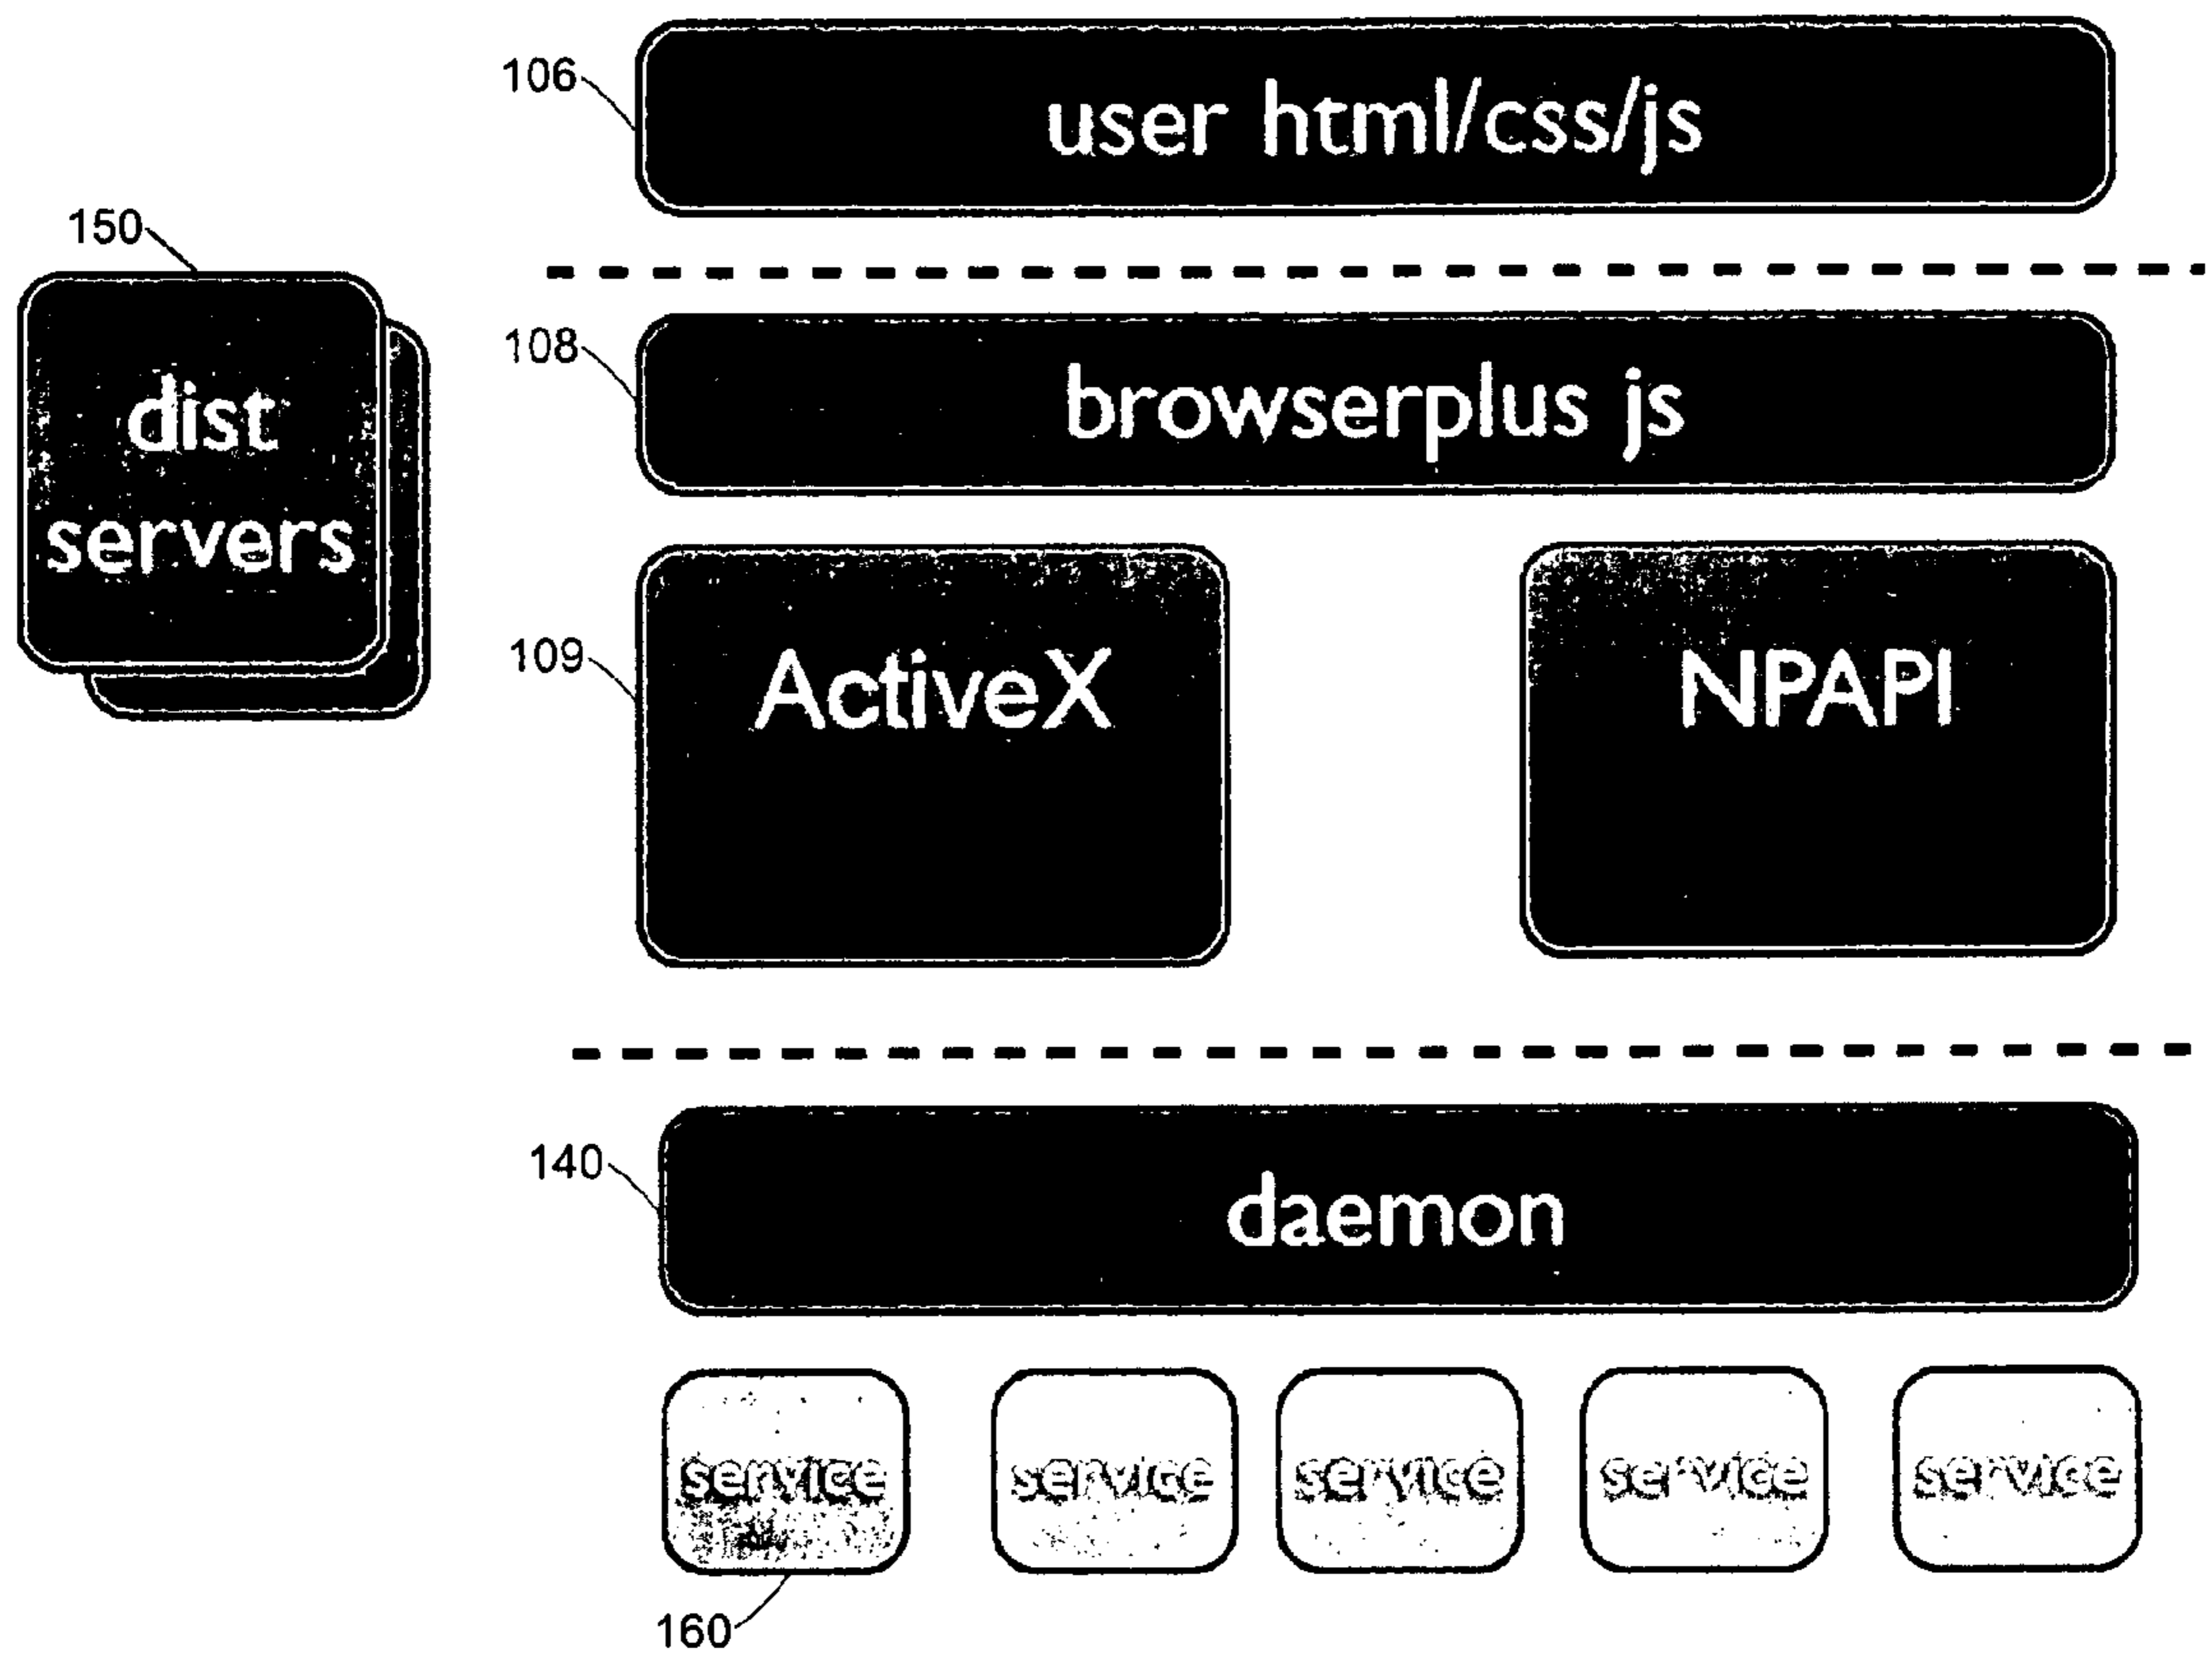 106
user html/css/js
150
dist
servers
108
browserplus js
109
ActiveX
NPAPI
140
daemon
service
service
service
service
service
160